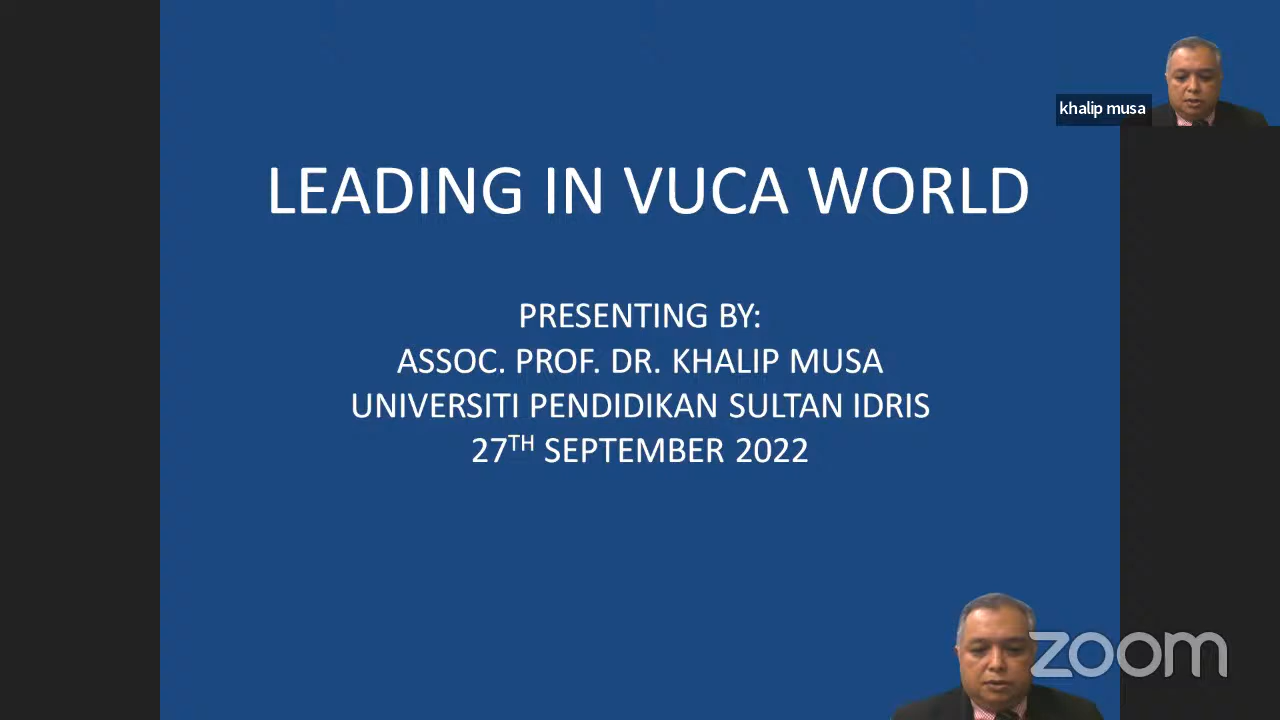 khalip musa
LEADING IN VUCA WORLD
PRESENTING BY:
ASSOC. PROF. DR. KHALIP MUSA
UNIVERSITI PENDIDIKAN SULTAN IDRIS
27TH SEPTEMBER 2022
zoom